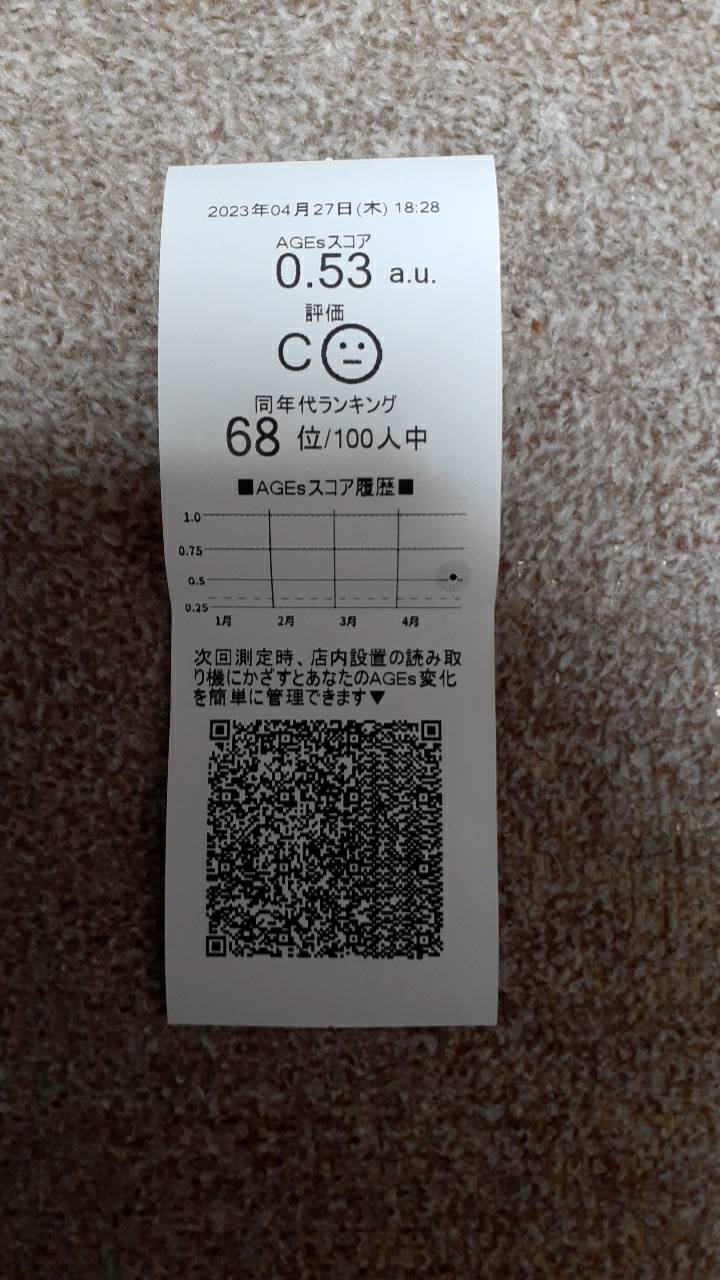 2023年04月27日(木) 18:28
AGEsスコア
0.53 a.u.
評価
C
同年代ランキング
68 位/100人中
■AGEsスコア履歴■
1.0
0.75
0.5
0.25
1月 2月 3月 4月
次回測定時、店内設置の読み取
り機にかざすとあなたのAGEs変化
を簡単に管理できます▼